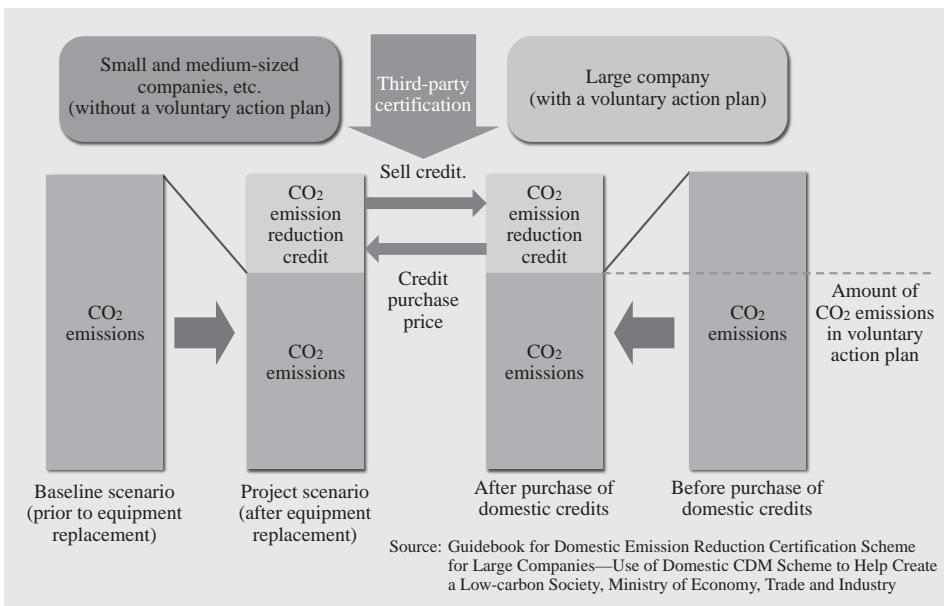 Small and medium-sized
companies, etc.
(without a voluntary action plan)
Third-party
certification
Large company
(with a voluntary action plan)
Sell credit.
CO2
emissions
CO2
emission
reduction
credit
CO2
emissions
Credit
purchase
price
CO2
emission
reduction
credit
CO2
emissions
CO2
emissions
Amount of
CO2 emissions
in voluntary
action plan
Baseline scenario
(prior to equipment
replacement)
Project scenario
(after equipment
replacement)
After purchase of
domestic credits
Before purchase of
domestic credits
Source: Guidebook for Domestic Emission Reduction Certification Scheme
for Large Companies—Use of Domestic CDM Scheme to Help Create
a Low-carbon Society, Ministry of Economy, Trade and Industry